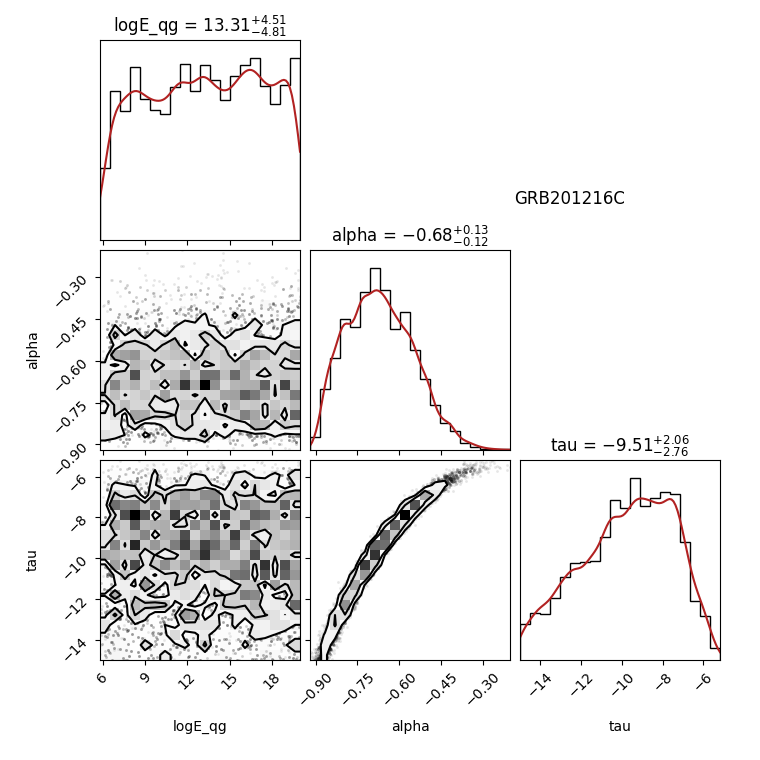 logE_qg = 13.31^{+4.51}_{−4.81}
GRB201216C
alpha = −0.68^{+0.13}_{−0.12}
−0.30
−0.45
−0.60
−0.75
−0.90
alpha
tau = −9.51^{+2.06}_{−2.76}
−6
−8
−10
−12
−14
tau
6 9 12 15 18
−0.90 −0.75 −0.60 −0.45 −0.30
−14 −12 −10 −8 −6
logE_qg alpha tau